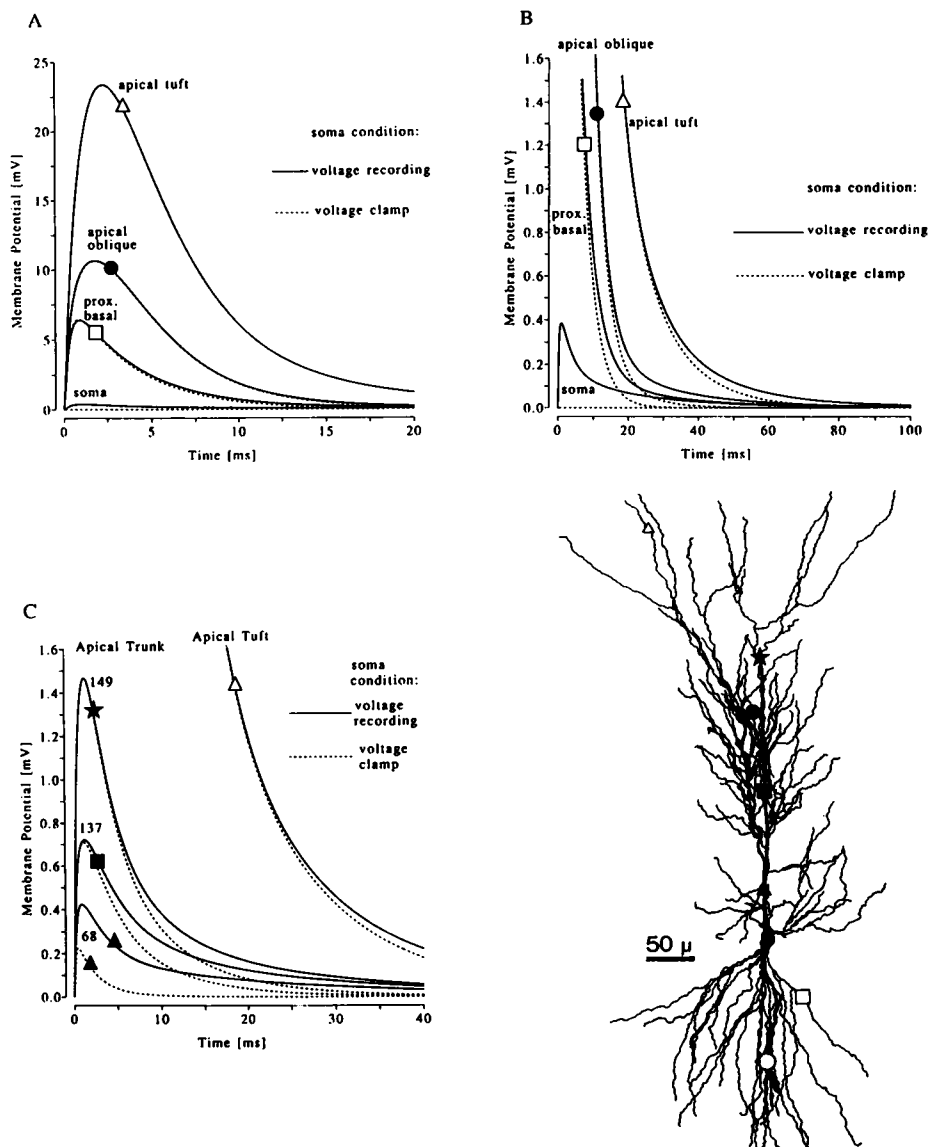 A
25
20
15
10
5
0
Membrane Potential [mV]
apical tuft
apical
oblique
prox.
basal
soma
soma condition:
voltage recording
voltage clamp
0
5
10
15
20
Time [ms]
B
apical oblique
1.6
1.4
1.2
1.0
0.8
0.6
0.4
0.2
0.0
Membrane Potential [mV]
apical tuft
prox.
basal
soma
soma condition:
voltage recording
voltage clamp
0
20
40
60
80
100
Time [ms]
C
1.6
1.4
1.2
1.0
0.8
0.6
0.4
0.2
0.0
Membrane Potential [mV]
Apical Trunk
Apical Tuft
149
137
68
soma
condition:
voltage
recording
voltage
clamp
0
10
20
30
40
Time [ms]
50 μ